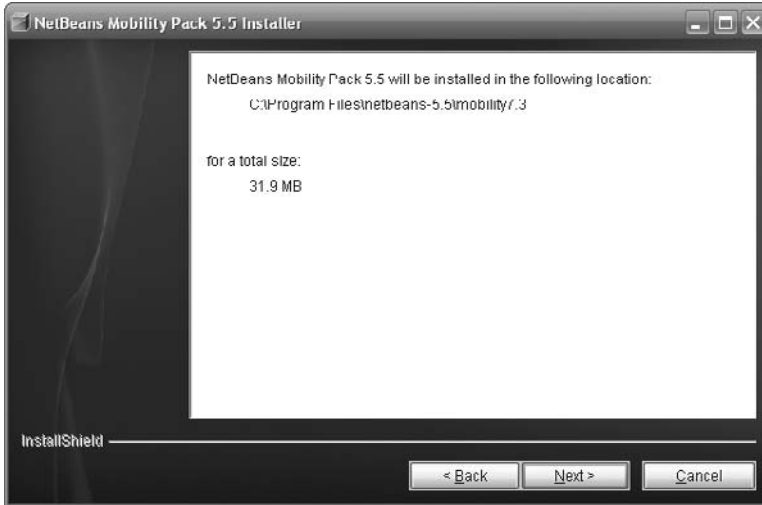 NetBeans Mobility Pack 5.5 Installer
NetBeans Mobility Pack 5.5 will be installed in the following location:
C:\Program Files\netbeans-5.5\mobility7.3
for a total size:
31.9 MB
InstallShield
< Back
Next >
Cancel